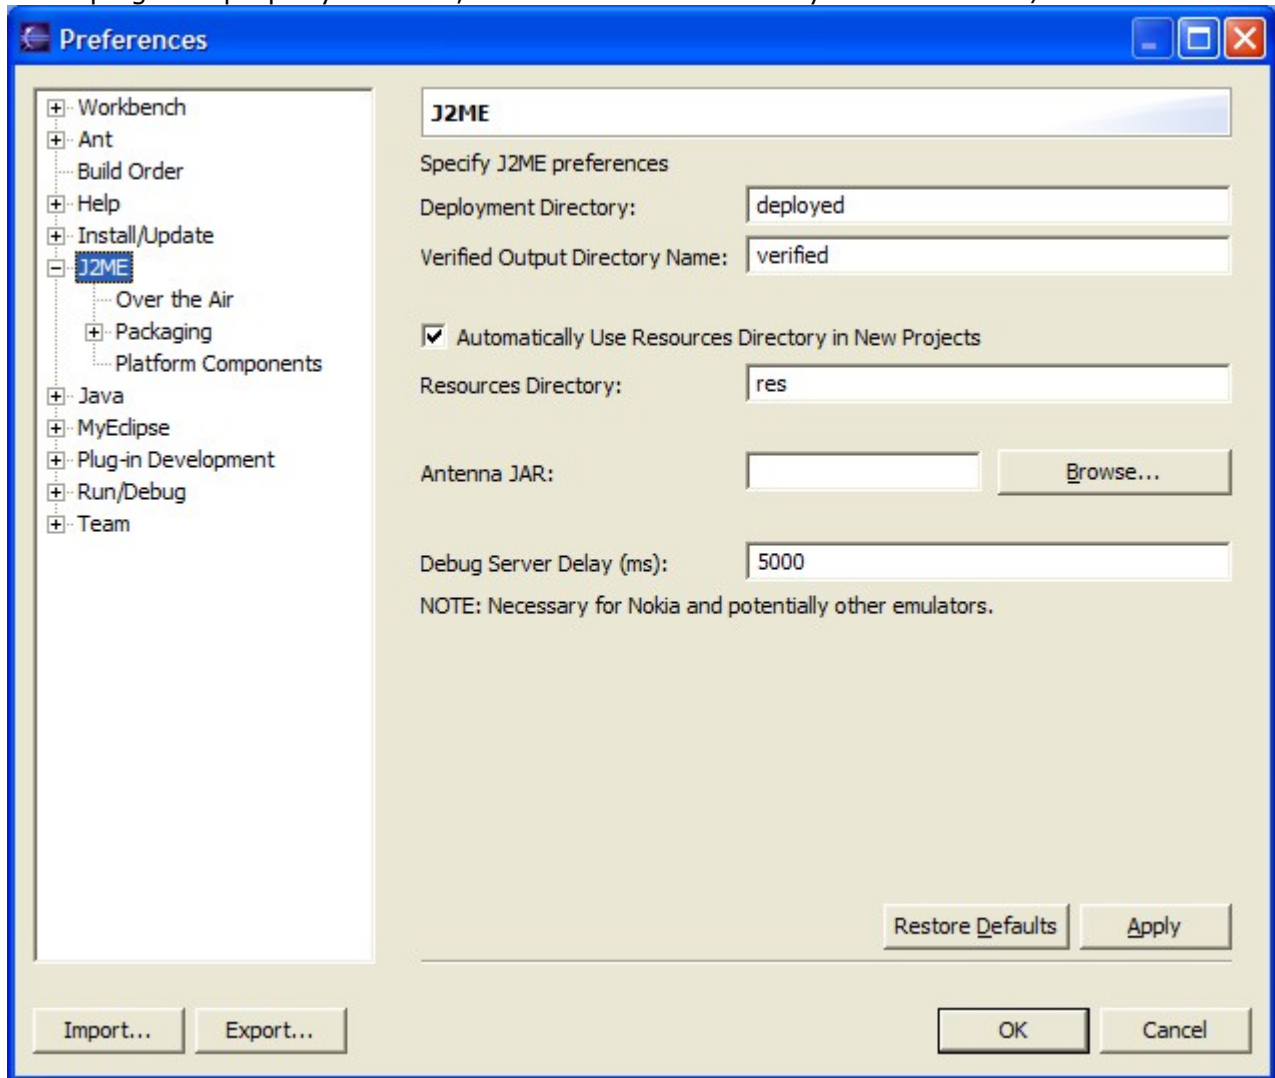 Preferences
Workbench
Ant
Build Order
Help
Install/Update
J2ME
Over the Air
Packaging
Platform Components
Java
MyEclipse
Plug-in Development
Run/Debug
Team
J2ME
Specify J2ME preferences
Deployment Directory: deployed
Verified Output Directory Name: verified
Automatically Use Resources Directory in New Projects
Resources Directory: res
Antenna JAR: Browse...
Debug Server Delay (ms): 5000
NOTE: Necessary for Nokia and potentially other emulators.
Restore Defaults Apply
Import... Export... OK Cancel